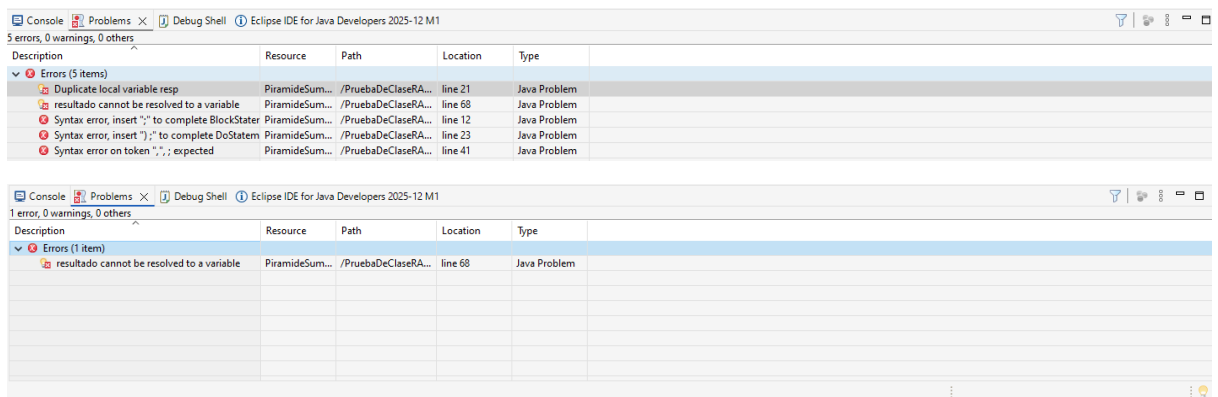 Console Problems Debug Shell Eclipse IDE for Java Developers 2025-12 M1
5 errors, 0 warnings, 0 others
Description Resource Path Location Type
Errors (5 items)
Duplicate local variable resp PiramideSum... /PruebaDeClaseRA... line 21 Java Problem
resultado cannot be resolved to a variable PiramideSum... /PruebaDeClaseRA... line 68 Java Problem
Syntax error, insert ";" to complete BlockStater PiramideSum... /PruebaDeClaseRA... line 12 Java Problem
Syntax error, insert ") ;" to complete DoStatem PiramideSum... /PruebaDeClaseRA... line 23 Java Problem
Syntax error on token ",", ; expected PiramideSum... /PruebaDeClaseRA... line 41 Java Problem
Console Problems Debug Shell Eclipse IDE for Java Developers 2025-12 M1
1 error, 0 warnings, 0 others
Description Resource Path Location Type
Errors (1 item)
resultado cannot be resolved to a variable PiramideSum... /PruebaDeClaseRA... line 68 Java Problem